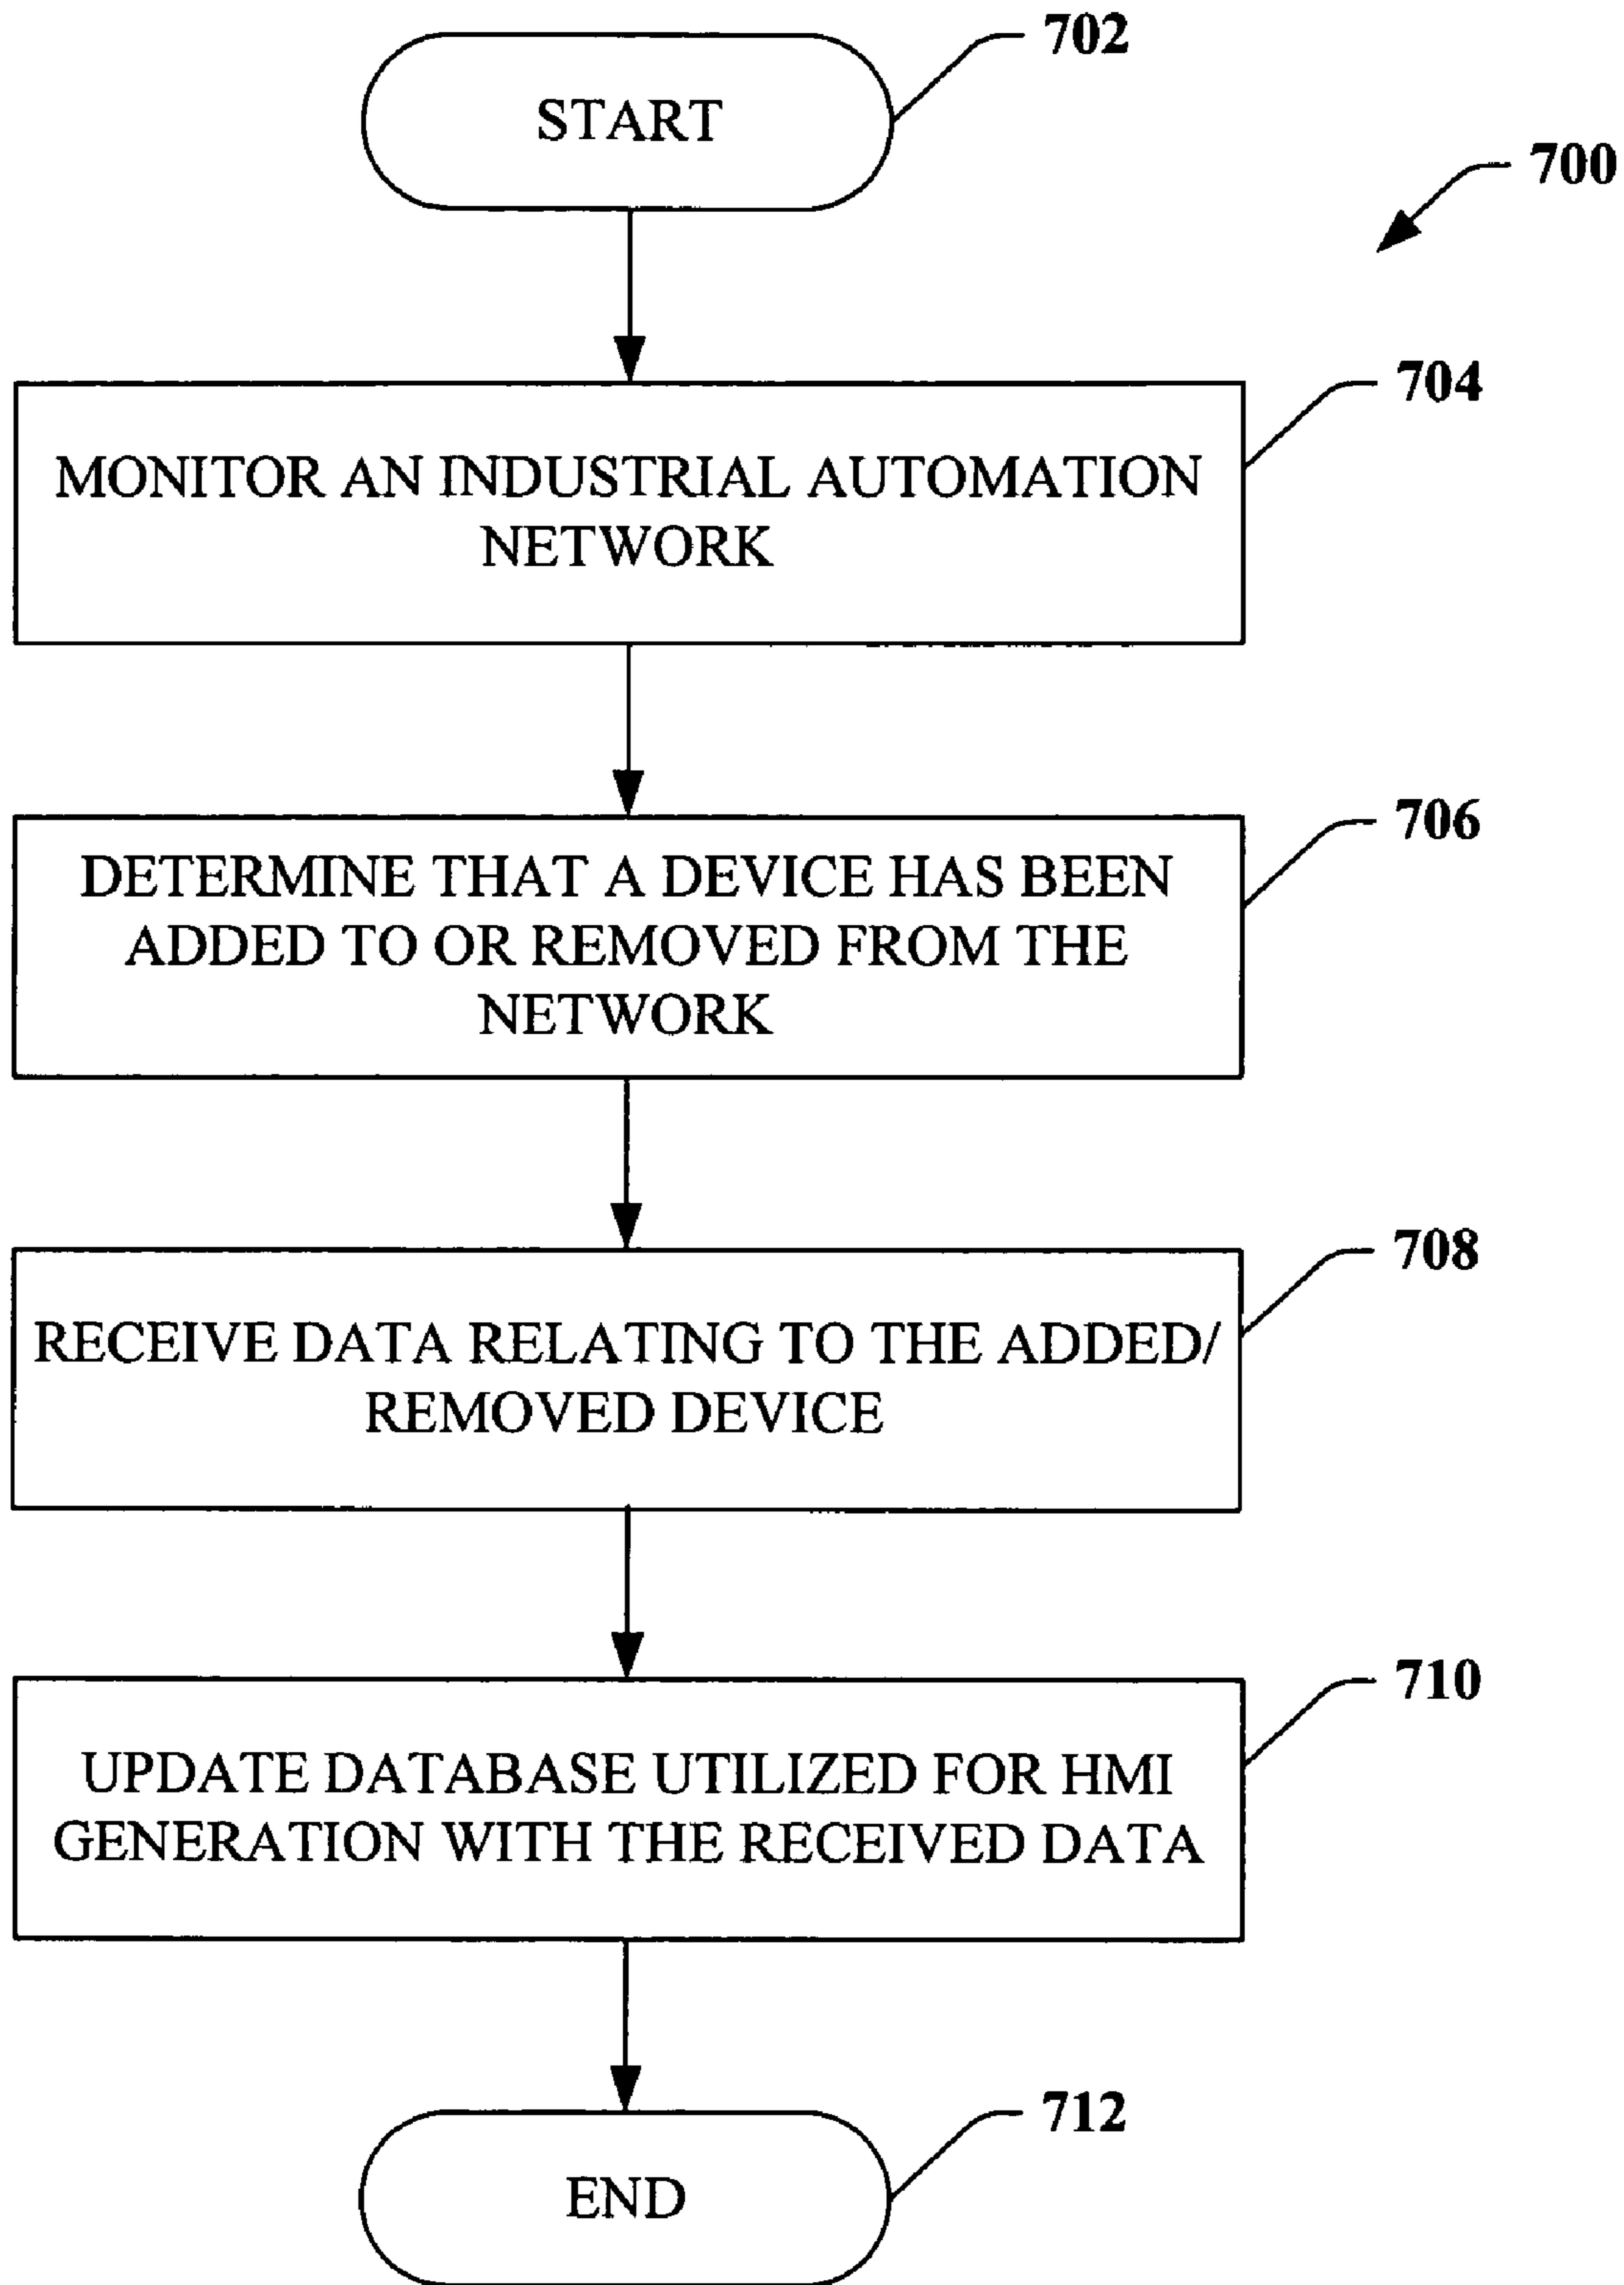 702
START
700
704
MONITOR AN INDUSTRIAL AUTOMATION
NETWORK
706
DETERMINE THAT A DEVICE HAS BEEN
ADDED TO OR REMOVED FROM THE
NETWORK
708
RECEIVE DATA RELATING TO THE ADDED/
REMOVED DEVICE
710
UPDATE DATABASE UTILIZED FOR HMI
GENERATION WITH THE RECEIVED DATA
712
END